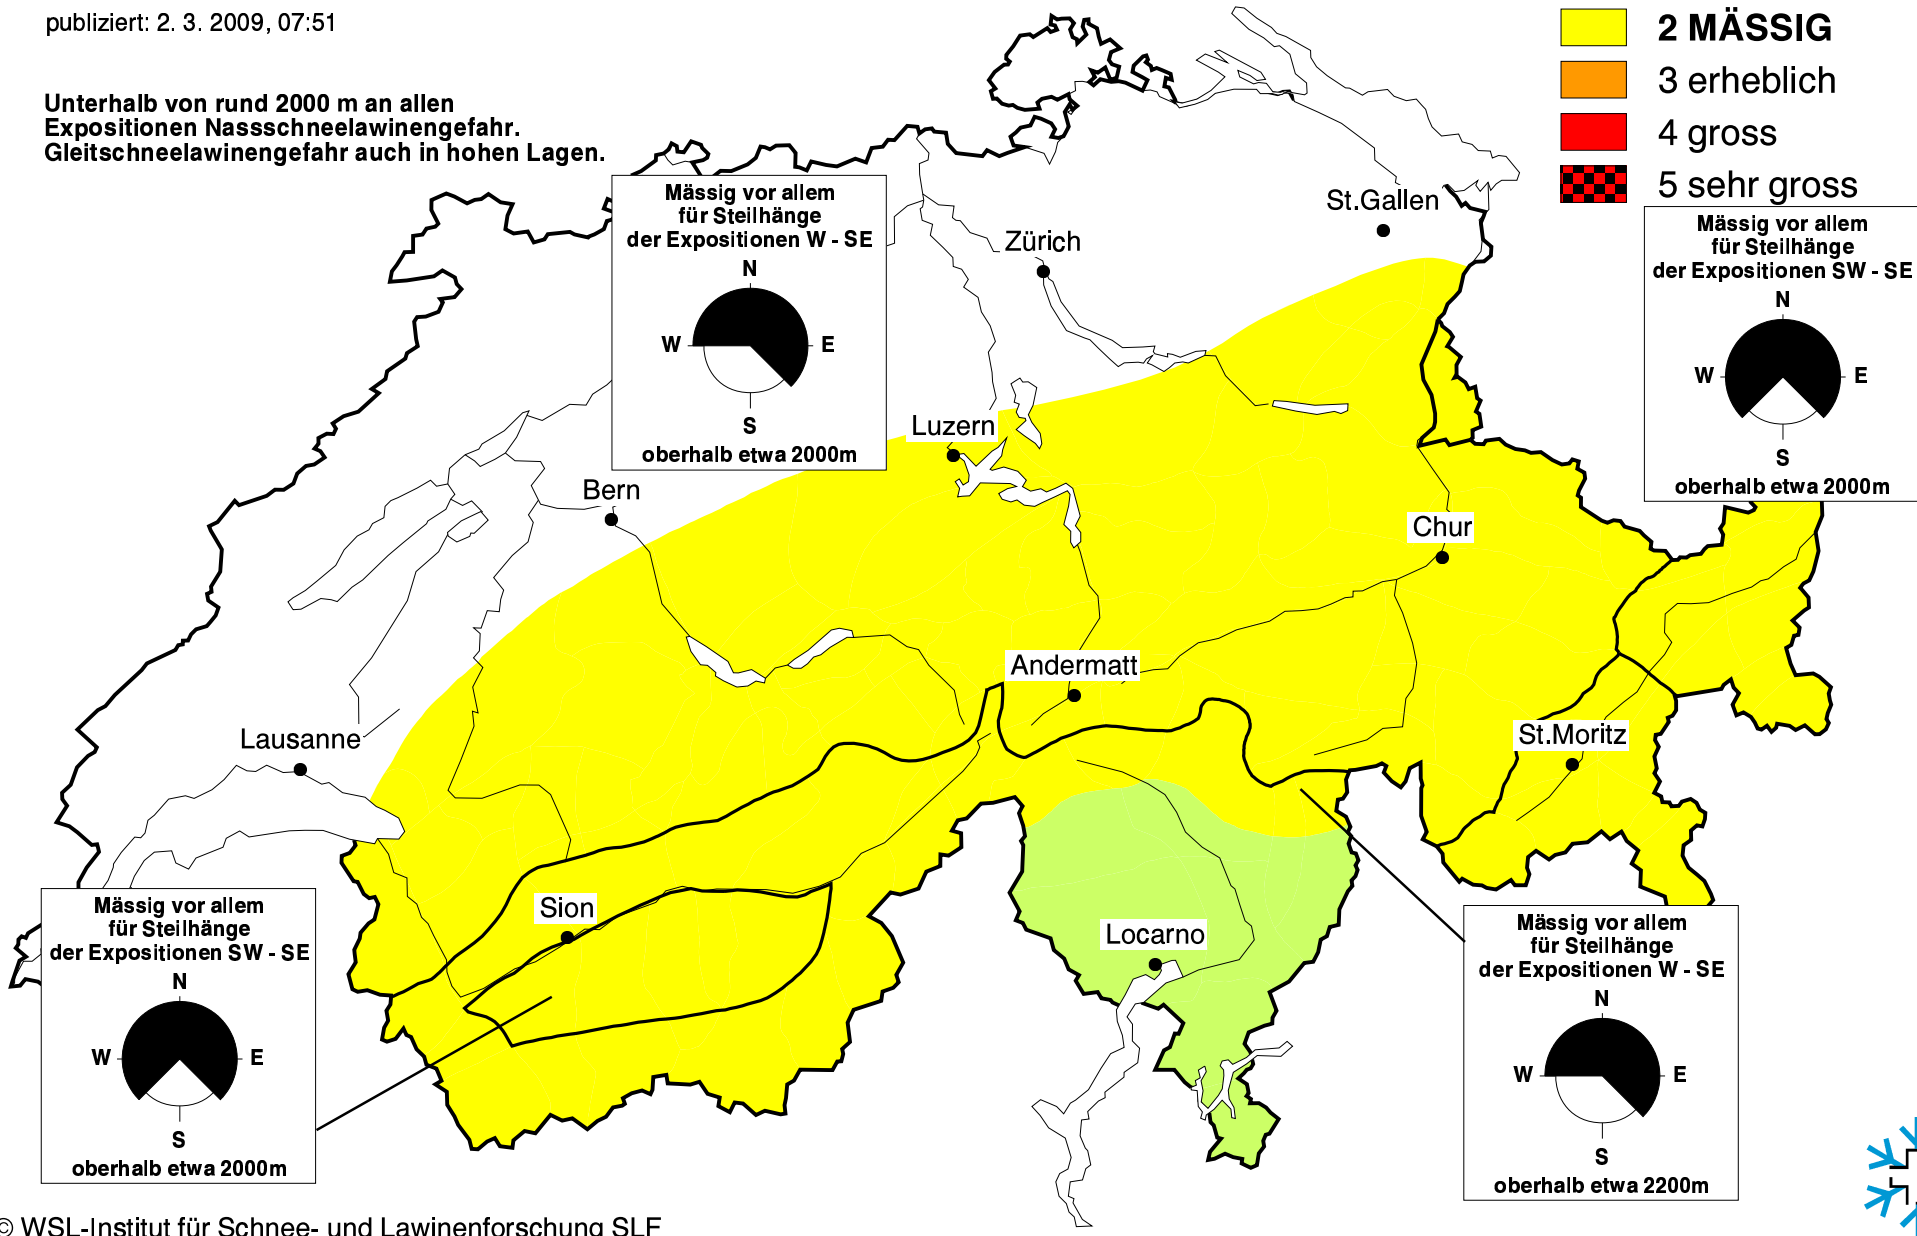 publiziert: 2. 3. 2009, 07:51
Unterhalb von rund 2000 m an allen
Expositionen Nassschneelawinengefahr.
Gleitschneelawinengefahr auch in hohen Lagen.
2 MÄSSIG
3 erheblich
4 gross
5 sehr gross
Mässig vor allem
für Steilhänge
der Expositionen W - SE
N
W
E
S
oberhalb etwa 2000m
Mässig vor allem
für Steilhänge
der Expositionen SW - SE
N
W
E
S
oberhalb etwa 2000m
St.Gallen
Zürich
Luzern
Bern
Chur
Andermatt
St.Moritz
Lausanne
Sion
Locarno
Mässig vor allem
für Steilhänge
der Expositionen SW - SE
N
W
E
S
oberhalb etwa 2000m
Mässig vor allem
für Steilhänge
der Expositionen W - SE
N
W
E
S
oberhalb etwa 2200m
© WSL-Institut für Schnee- und Lawinenforschung SLF